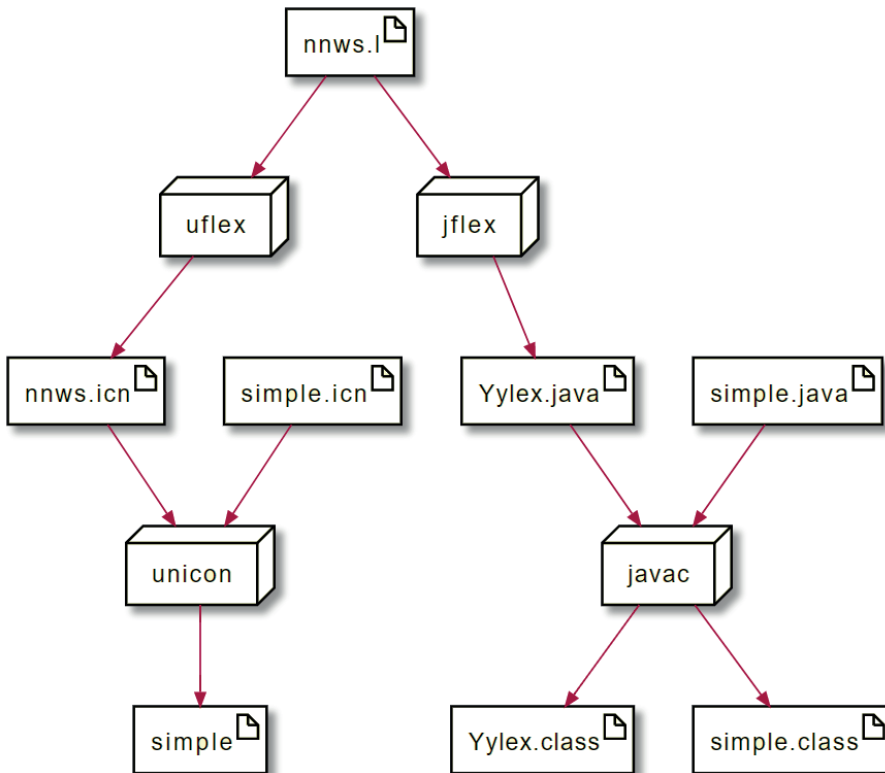 nnws.l
uflex
jflex
nnws.icn
simple.icn
Yylex.java
simple.java
unicon
javac
simple
Yylex.class
simple.class